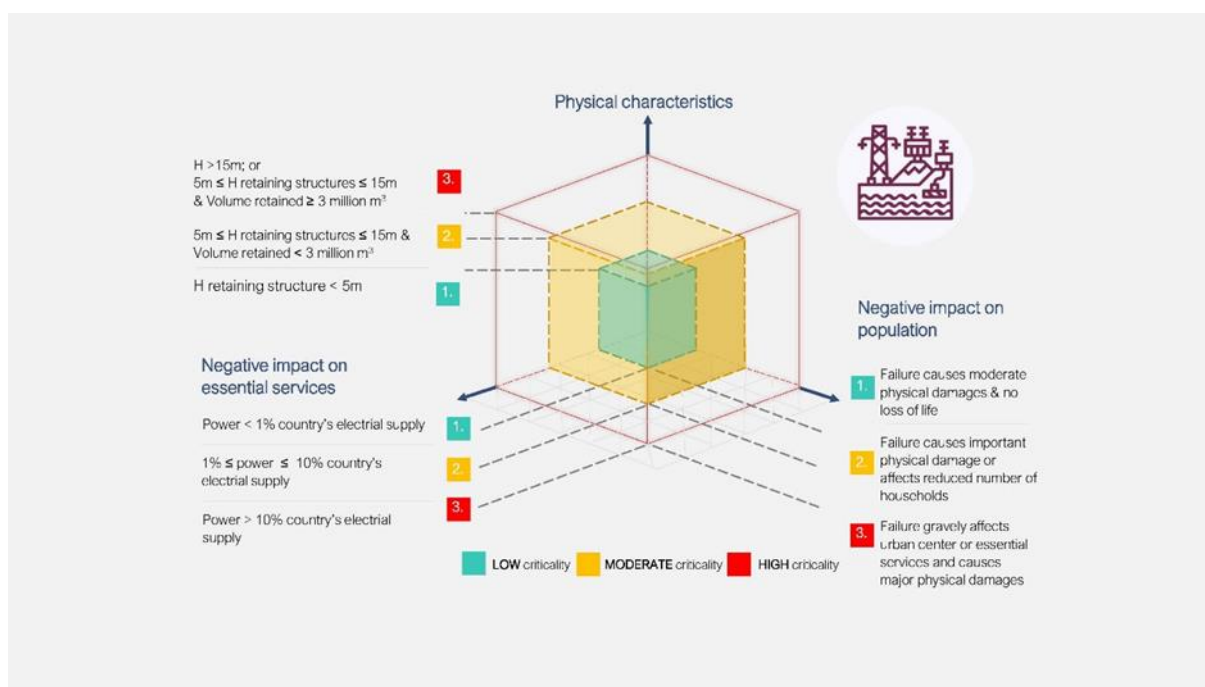 Physical characteristics
H >15m; or
5m ≤ H retaining structures ≤ 15m
& Volume retained ≥ 3 million m³
3.
5m ≤ H retaining structures ≤ 15m &
Volume retained < 3 million m³
2.
H retaining structure < 5m
1.
Negative impact on
essential services
Power < 1% country's electrial supply
1.
1% ≤ power ≤ 10% country's
electrial supply
2.
Power > 10% country's electrial
supply
3.
Negative impact on
population
1.
Failure causes moderate
physical damages & no
loss of life
2.
Failure causes important
physical damage or
affects reduced number of
households
3.
Failure gravely affects
urban center or essential
services and causes
major physical damages
LOW criticality
MODERATE criticality
HIGH criticality